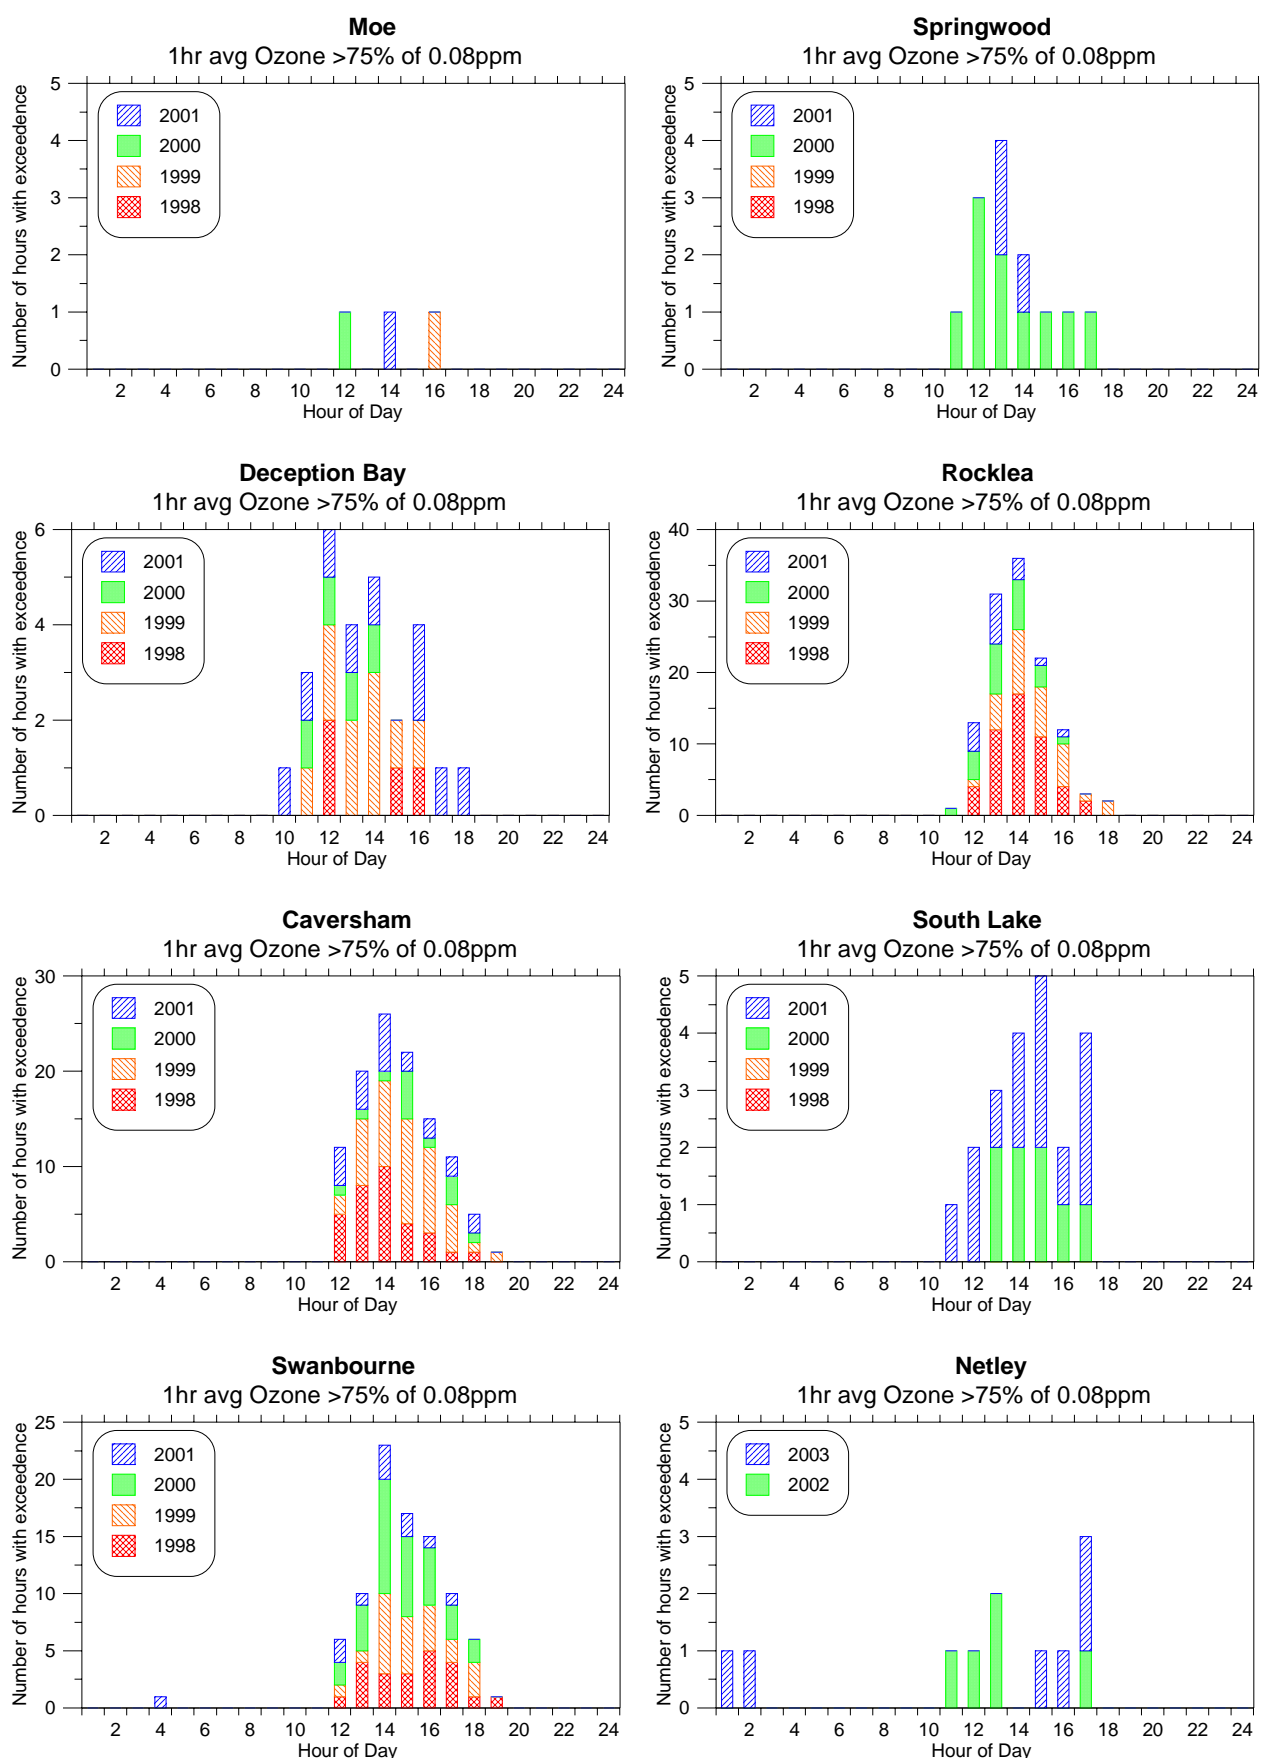 Moe
1hr avg Ozone >75% of 0.08ppm
Number of hours with exceedence
5
4
3
2
1
0
2001
2000
1999
1998
2 4 6 8 10 12 14 16 18 20 22 24
Hour of Day
Springwood
1hr avg Ozone >75% of 0.08ppm
Number of hours with exceedence
5
4
3
2
1
0
2001
2000
1999
1998
2 4 6 8 10 12 14 16 18 20 22 24
Hour of Day
Deception Bay
1hr avg Ozone >75% of 0.08ppm
Number of hours with exceedence
6
4
2
0
2001
2000
1999
1998
2 4 6 8 10 12 14 16 18 20 22 24
Hour of Day
Rocklea
1hr avg Ozone >75% of 0.08ppm
Number of hours with exceedence
40
30
20
10
0
2001
2000
1999
1998
2 4 6 8 10 12 14 16 18 20 22 24
Hour of Day
Caversham
1hr avg Ozone >75% of 0.08ppm
Number of hours with exceedence
30
20
10
0
2001
2000
1999
1998
2 4 6 8 10 12 14 16 18 20 22 24
Hour of Day
South Lake
1hr avg Ozone >75% of 0.08ppm
Number of hours with exceedence
5
4
3
2
1
0
2001
2000
1999
1998
2 4 6 8 10 12 14 16 18 20 22 24
Hour of Day
Swanbourne
1hr avg Ozone >75% of 0.08ppm
Number of hours with exceedence
25
20
15
10
5
0
2001
2000
1999
1998
2 4 6 8 10 12 14 16 18 20 22 24
Hour of Day
Netley
1hr avg Ozone >75% of 0.08ppm
Number of hours with exceedence
5
4
3
2
1
0
2003
2002
2 4 6 8 10 12 14 16 18 20 22 24
Hour of Day